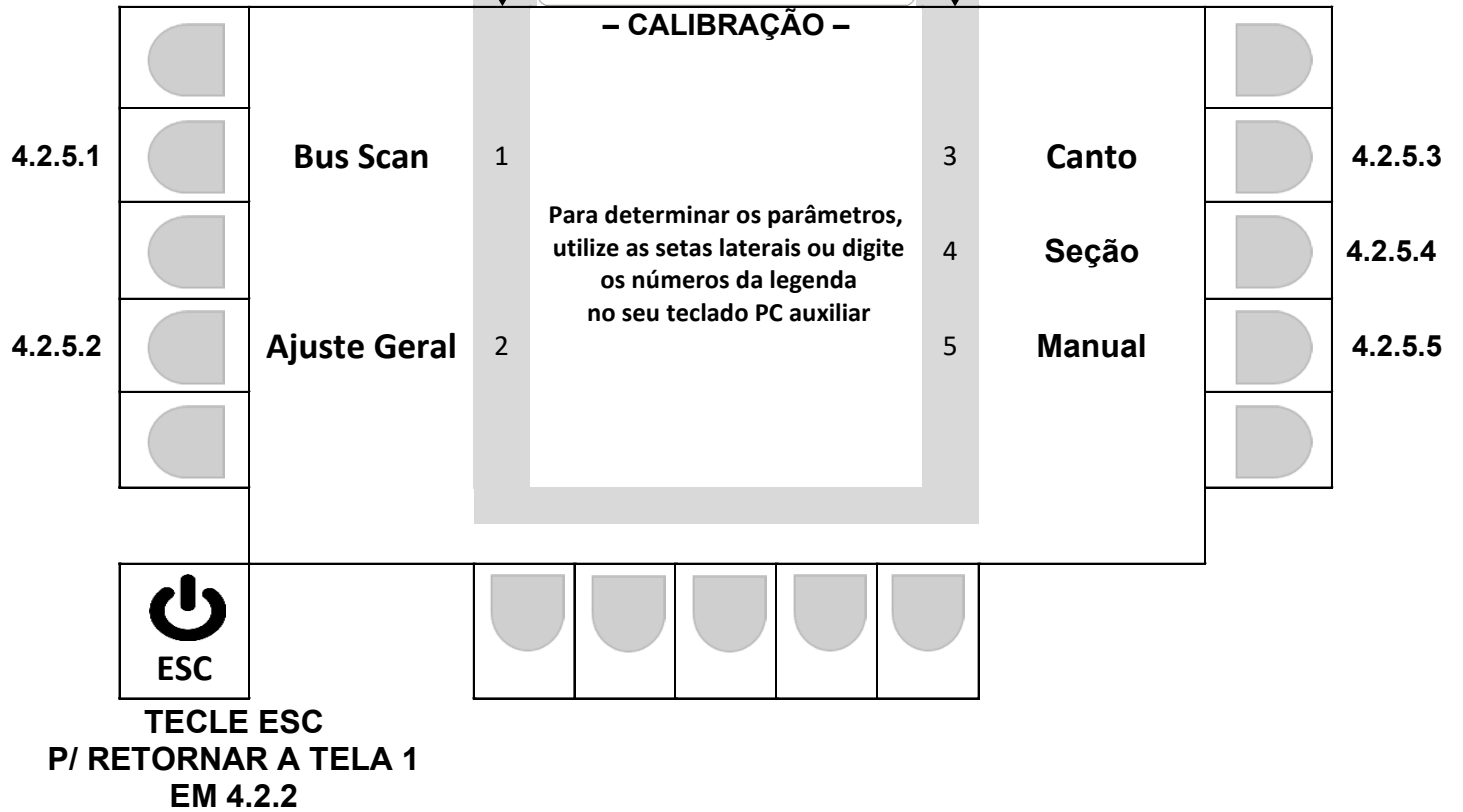 – CALIBRAÇÃO –
4.2.5.1 Bus Scan 1 3 Canto 4.2.5.3
Para determinar os parâmetros,
utilize as setas laterais ou digite 4 Seção 4.2.5.4
os números da legenda
no seu teclado PC auxiliar
4.2.5.2 Ajuste Geral 2 5 Manual 4.2.5.5
ESC
TECLE ESC
P/ RETORNAR A TELA 1
EM 4.2.2